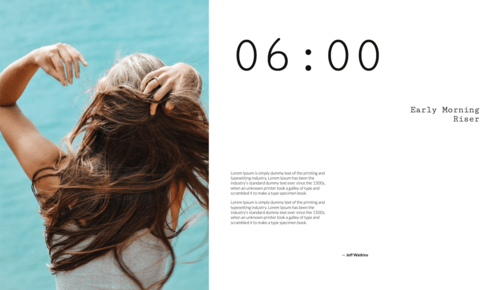 06:00
Early Morning
Riser
Lorem Ipsum is simply dummy text of the printing and
typesetting industry. Lorem Ipsum has been the
industry's standard dummy text ever since the 1500s,
when an unknown printer took a galley of type and
scrambled it to make a type specimen book.
Lorem Ipsum is simply dummy text of the printing and
typesetting industry. Lorem Ipsum has been the
industry's standard dummy text ever since the 1500s,
when an unknown printer took a galley of type and
scrambled it to make a type specimen book.
— Jeff Watkins